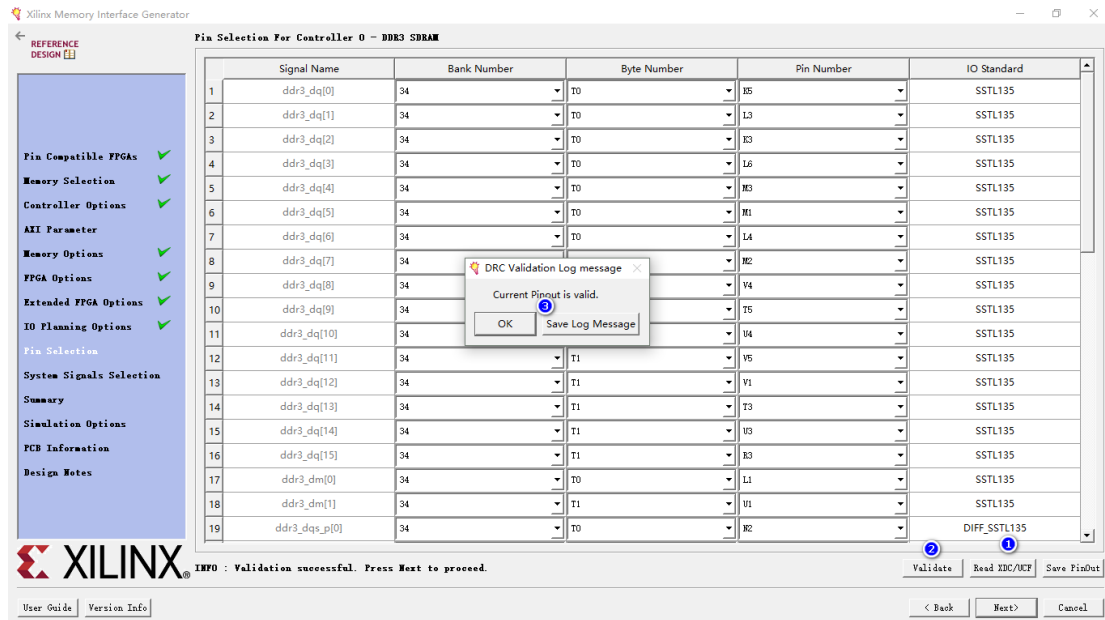 Xilinx Memory Interface Generator
REFERENCE
DESIGN
Pin Selection For Controller 0 - DDR3 SDRAM
Signal Name Bank Number Byte Number Pin Number IO Standard
1 ddr3_dq[0] 34 T0 K5 SSTL135
2 ddr3_dq[1] 34 T0 L3 SSTL135
3 ddr3_dq[2] 34 T0 K3 SSTL135
4 ddr3_dq[3] 34 T0 L6 SSTL135
5 ddr3_dq[4] 34 T0 M3 SSTL135
6 ddr3_dq[5] 34 T0 M1 SSTL135
7 ddr3_dq[6] 34 T0 L4 SSTL135
8 ddr3_dq[7] 34 M2 SSTL135
9 ddr3_dq[8] 34 V4 SSTL135
10 ddr3_dq[9] 34 T5 SSTL135
11 ddr3_dq[10] 34 U4 SSTL135
12 ddr3_dq[11] 34 T1 V5 SSTL135
13 ddr3_dq[12] 34 T1 V1 SSTL135
14 ddr3_dq[13] 34 T1 T3 SSTL135
15 ddr3_dq[14] 34 T1 U3 SSTL135
16 ddr3_dq[15] 34 T1 R3 SSTL135
17 ddr3_dm[0] 34 T0 L1 SSTL135
18 ddr3_dm[1] 34 T1 U1 SSTL135
19 ddr3_dqs_p[0] 34 T0 N2 DIFF_SSTL135
Pin Compatible FPGAs
Memory Selection
Controller Options
AXI Parameter
Memory Options
FPGA Options
Extended FPGA Options
IO Planning Options
Pin Selection
System Signals Selection
Summary
Simulation Options
PCB Information
Design Notes
DRC Validation Log message
Current Pinout is valid.
3
OK Save Log Message
2 1
XILINX®
INFO : Validation successful. Press Next to proceed.
Validate Read XDC/UCF Save PinOut
User Guide Version Info < Back Next> Cancel